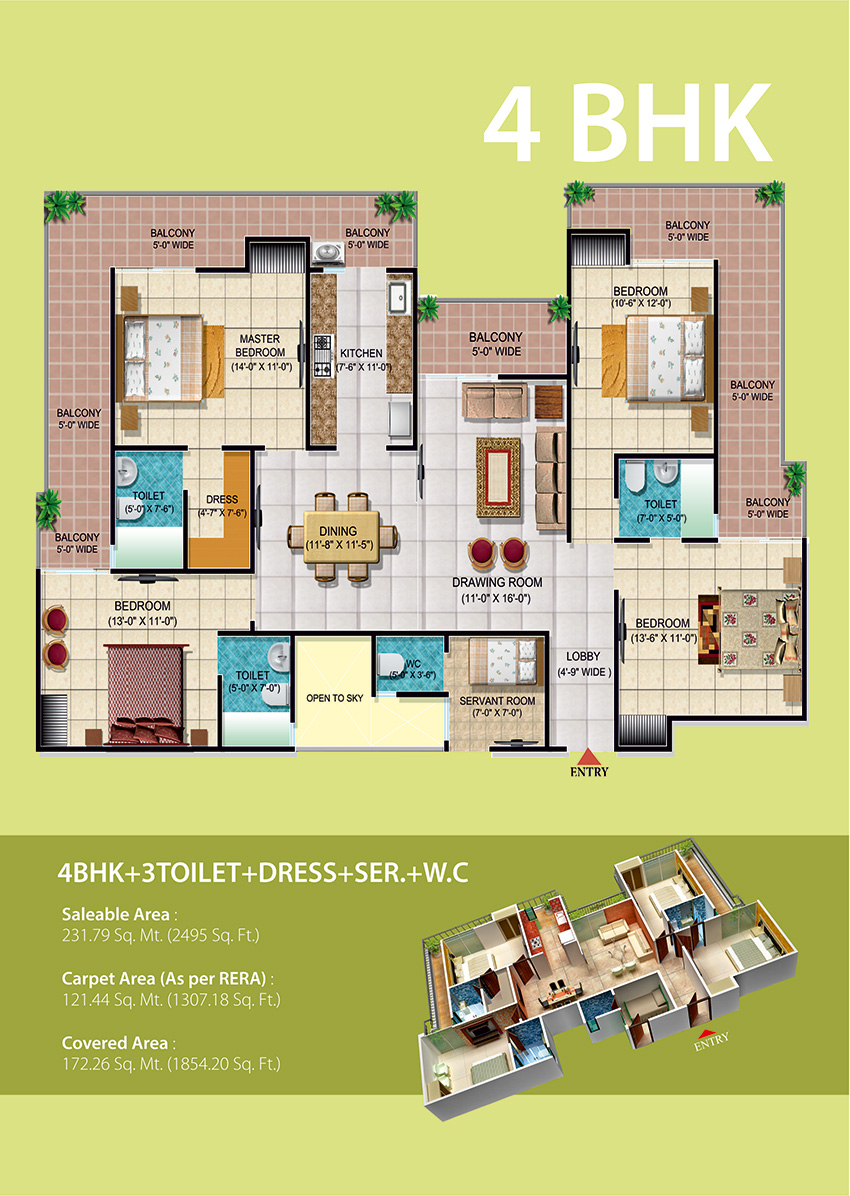 4 BHK
BALCONY
5'-0" WIDE
BALCONY
5'-0" WIDE
BALCONY
5'-0" WIDE
BEDROOM
(10'-6" X 12'-0")
MASTER
BEDROOM
(14'-0" X 11'-0")
KITCHEN
(7'-6" X 11'-0")
BALCONY
5'-0" WIDE
BALCONY
5'-0" WIDE
BALCONY
5'-0" WIDE
TOILET
(5'-0" X 7'-6")
DRESS
(4'-7" X 7'-6")
TOILET
(7'-0" X 5'-0")
BALCONY
5'-0" WIDE
BALCONY
5'-0" WIDE
DINING
(11'-8" X 11'-5")
DRAWING ROOM
(11'-0" X 16'-0")
BEDROOM
(13'-0" X 11'-0")
BEDROOM
(13'-6" X 11'-0")
TOILET
(5'-0" X 7'-0")
OPEN TO SKY
WC
(5'-0" X 3'-6")
SERVANT ROOM
(7'-0" X 7'-0")
LOBBY
(4'-9" WIDE )
ENTRY
4BHK+3TOILET+DRESS+SER.+W.C
Saleable Area :
231.79 Sq. Mt. (2495 Sq. Ft.)
Carpet Area (As per RERA) :
121.44 Sq. Mt. (1307.18 Sq. Ft.)
Covered Area :
172.26 Sq. Mt. (1854.20 Sq. Ft.)
ENTRY